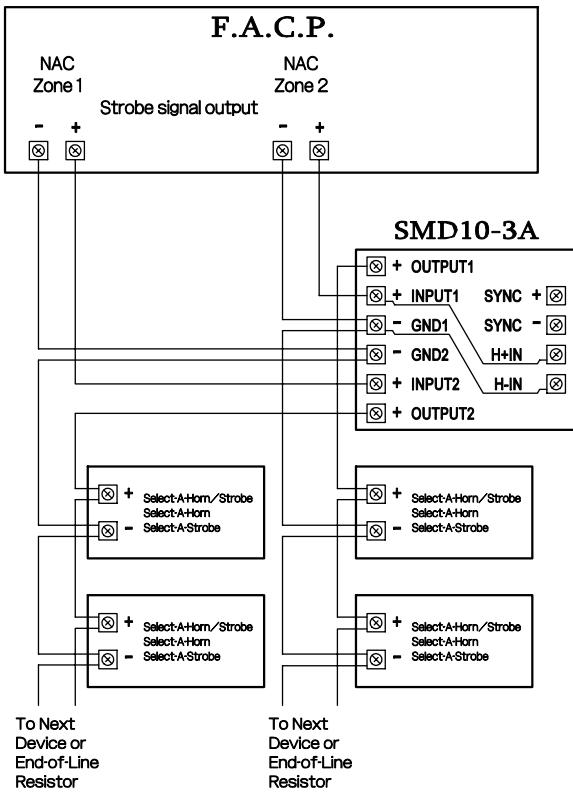 F.A.C.P.
NAC
Zone 1
NAC
Zone 2
Strobe signal output
- +
- +
SMD10-3A
+ OUTPUT1
+ INPUT1 SYNC +
- GND1 SYNC -
- GND2 H+IN
+ INPUT2 H-IN
+ OUTPUT2
+ Select-A-Horn/Strobe
Select-A-Horn
- Select-A-Strobe
+ Select-A-Horn/Strobe
Select-A-Horn
- Select-A-Strobe
+ Select-A-Horn/Strobe
Select-A-Horn
- Select-A-Strobe
+ Select-A-Horn/Strobe
Select-A-Horn
- Select-A-Strobe
To Next
Device or
End-of-Line
Resistor
To Next
Device or
End-of-Line
Resistor